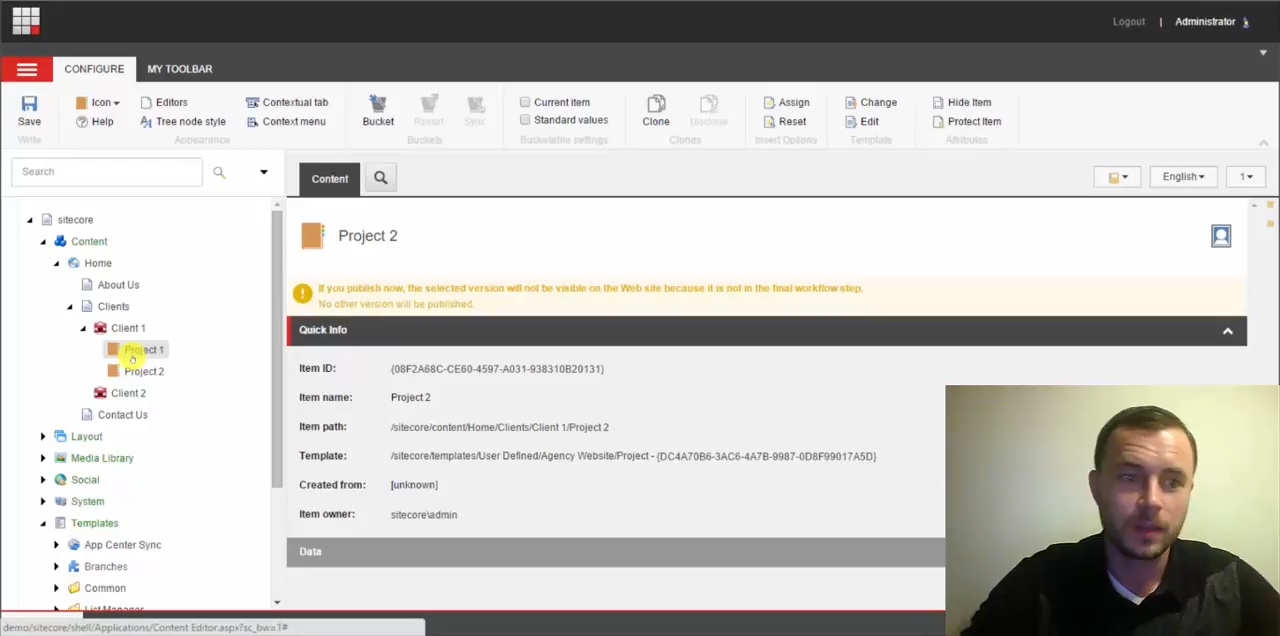 Logout | Administrator
CONFIGURE MY TOOLBAR
Save
Write
Icon
Help
Editors
Tree node style
Contextual tab
Context menu
Appearance
Bucket
Revert
Sync
Buckets
Current item
Standard values
Bucketable settings
Clone
Unclone
Clones
Assign
Reset
Insert Options
Change
Edit
Template
Hide Item
Protect Item
Attributes
Search
Content
English
1
sitecore
Content
Home
About Us
Clients
Client 1
Project 1
Project 2
Client 2
Contact Us
Layout
Media Library
Social
System
Templates
App Center Sync
Branches
Common
List Manager
Project 2
If you publish now, the selected version will not be visible on the Web site because it is not in the final workflow step.
No other version will be published.
Quick Info
Item ID: {08F2A68C-CE60-4597-A031-938310B20131}
Item name: Project 2
Item path: /sitecore/content/Home/Clients/Client 1/Project 2
Template: /sitecore/templates/User Defined/Agency Website/Project - {DC4A70B6-3AC6-4A7B-9987-0D8F99017A5D}
Created from: [unknown]
Item owner: sitecore\admin
Data
demo/sitecore/shell/Applications/Content Editor.aspx?sc_bw=1#